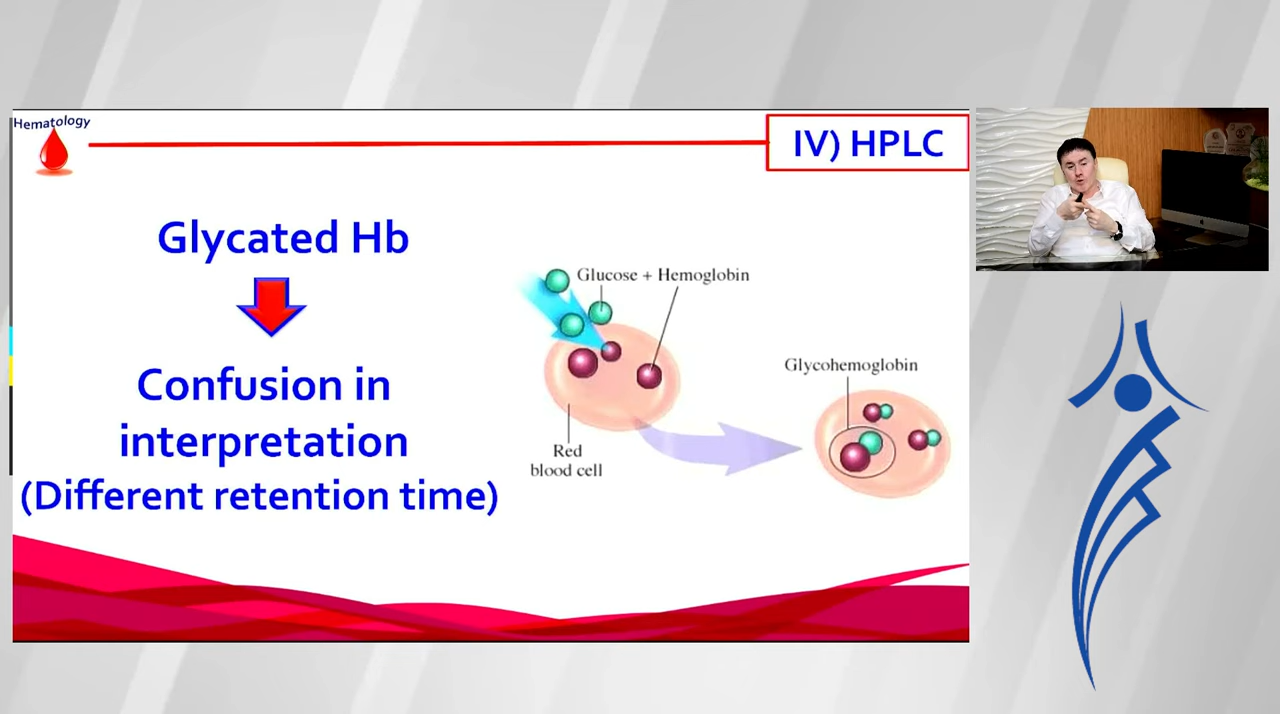 Hematology
IV) HPLC
Glycated Hb
Confusion in
interpretation
(Different retention time)
Glucose + Hemoglobin
Glycohemoglobin
Red
blood cell